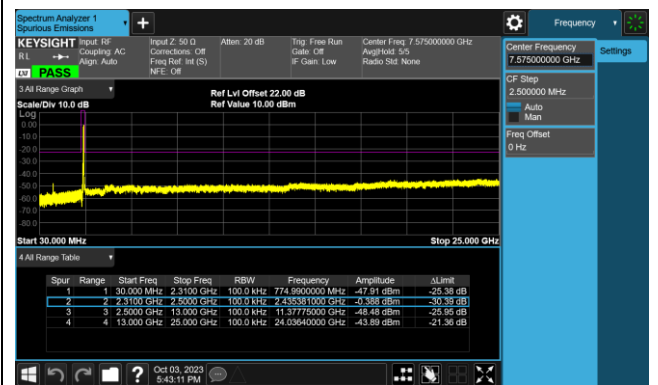 Spectrum Analyzer 1
Spurious Emissions
Frequency
KEYSIGHT
RL
LXI
PASS
Input: RF
Coupling: AC
Align: Auto
Input Z: 50 Ω
Corrections: Off
Freq Ref: Int (S)
NFE: Off
Atten: 20 dB
Trig: Free Run
Gate: Off
IF Gain: Low
Center Freq: 7.575000000 GHz
Avg|Hold: 5/5
Radio Std: None
Center Frequency
7.575000000 GHz
Settings
CF Step
2.500000 MHz
Auto
Man
Freq Offset
0 Hz
3 All Range Graph
Scale/Div 10.0 dB
Ref Lvl Offset 22.00 dB
Ref Value 10.00 dBm
Log
0.00
-10.0
-20.0
-30.0
-40.0
-50.0
-60.0
-70.0
-80.0
Start 30.000 MHz
Stop 25.000 GHz
4 All Range Table
Spur Range Start Freq Stop Freq RBW Frequency Amplitude ΔLimit
1 1 30.000 MHz 2.3100 GHz 100.0 kHz 774.9900000 MHz -47.91 dBm -25.38 dB
2 2 2.3100 GHz 2.5000 GHz 100.0 kHz 2.435381000 GHz -0.388 dBm -30.39 dB
3 3 2.5000 GHz 13.000 GHz 100.0 kHz 11.37775000 GHz -48.48 dBm -25.95 dB
4 4 13.000 GHz 25.000 GHz 100.0 kHz 24.03640000 GHz -43.89 dBm -21.36 dB
Oct 03, 2023
5:43:11 PM